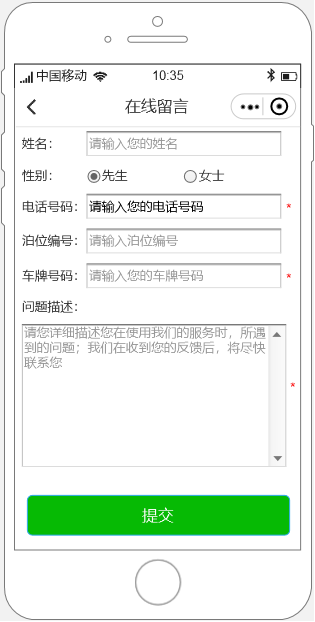 中国移动 10:35
在线留言
姓名： 请输入您的姓名
性别： 先生 女士
电话号码： 请输入您的电话号码 *
泊位编号： 请输入泊位编号
车牌号码： 请输入您的车牌号码 *
问题描述：
请您详细描述您在使用我们的服务时，所遇
到的问题；我们在收到您的反馈后，将尽快
联系您
*
提交